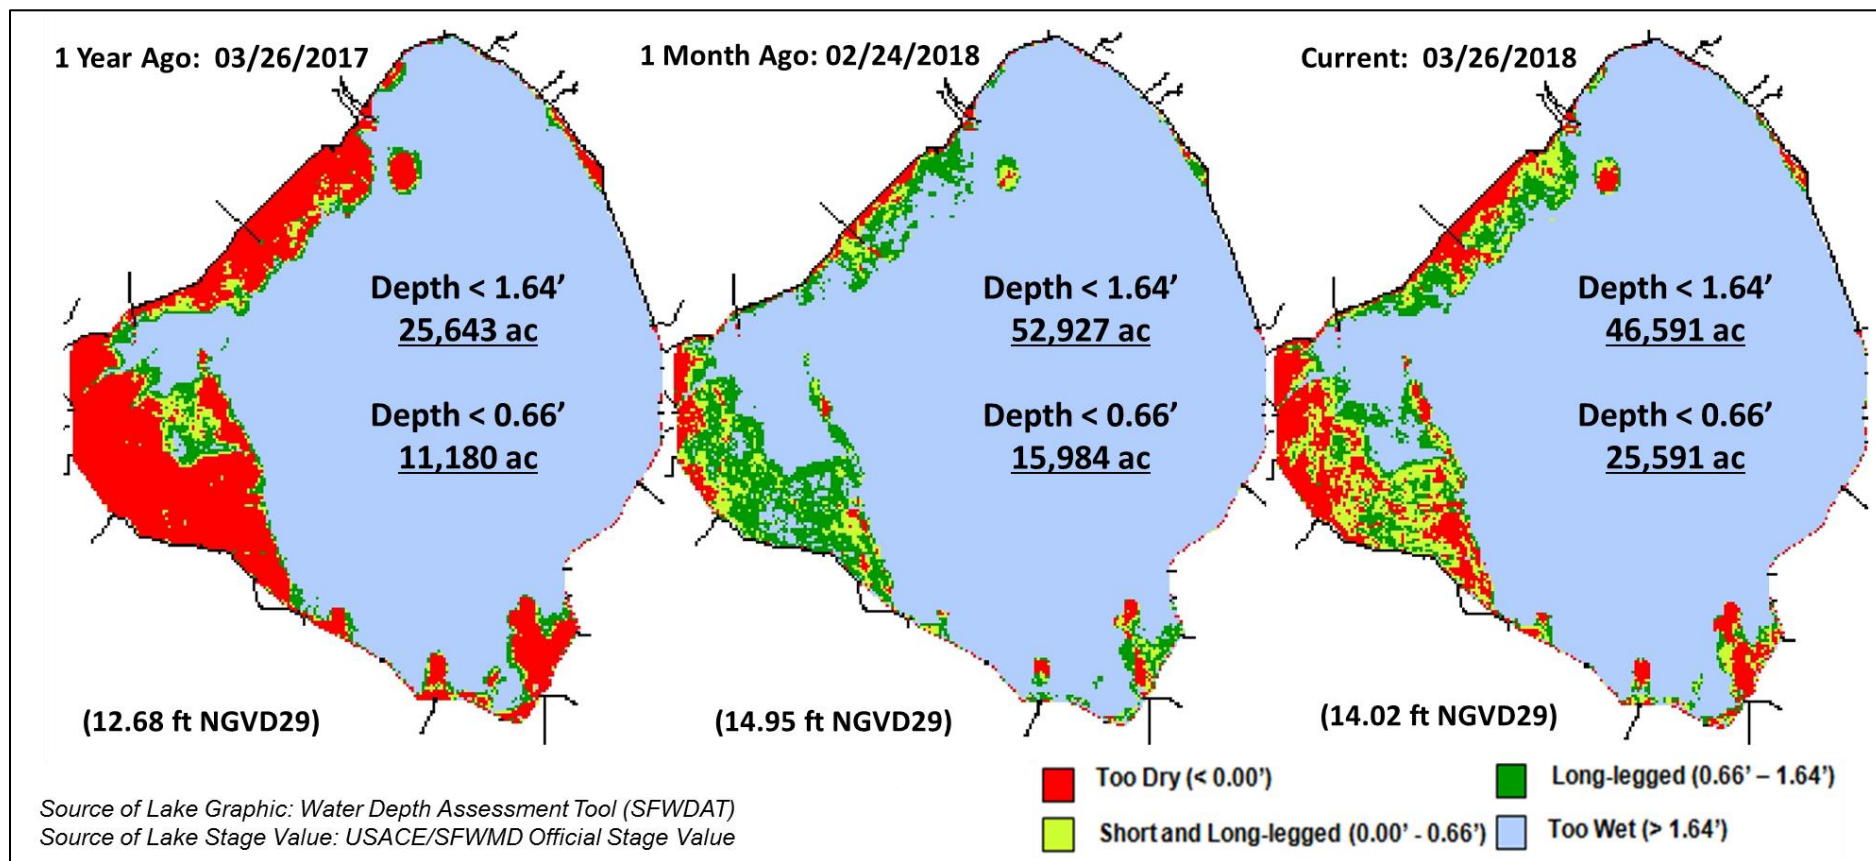 1 Year Ago: 03/26/2017
1 Month Ago: 02/24/2018
Current: 03/26/2018
Depth < 1.64’
25,643 ac
Depth < 0.66’
11,180 ac
Depth < 1.64’
52,927 ac
Depth < 0.66’
15,984 ac
Depth < 1.64’
46,591 ac
Depth < 0.66’
25,591 ac
(12.68 ft NGVD29)
(14.95 ft NGVD29)
(14.02 ft NGVD29)
Too Dry (< 0.00')
Long-legged (0.66’ – 1.64’)
Short and Long-legged (0.00' - 0.66’)
Too Wet (> 1.64’)
Source of Lake Graphic: Water Depth Assessment Tool (SFWDAT)
Source of Lake Stage Value: USACE/SFWMD Official Stage Value